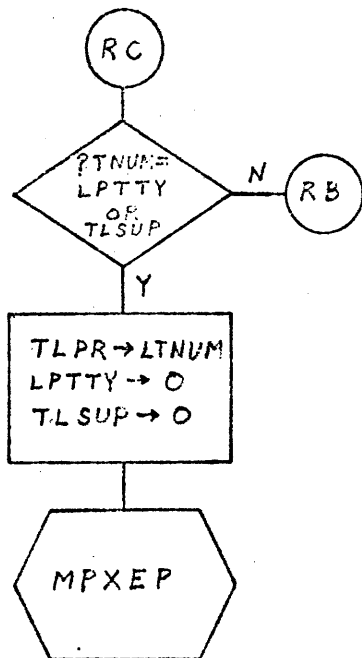 RC
?TNUM=
LPTTY
OR
TLSUP
N
RB
Y
TLPR→LTNUM
LPTTY→0
TLSUP→0
MPXEP